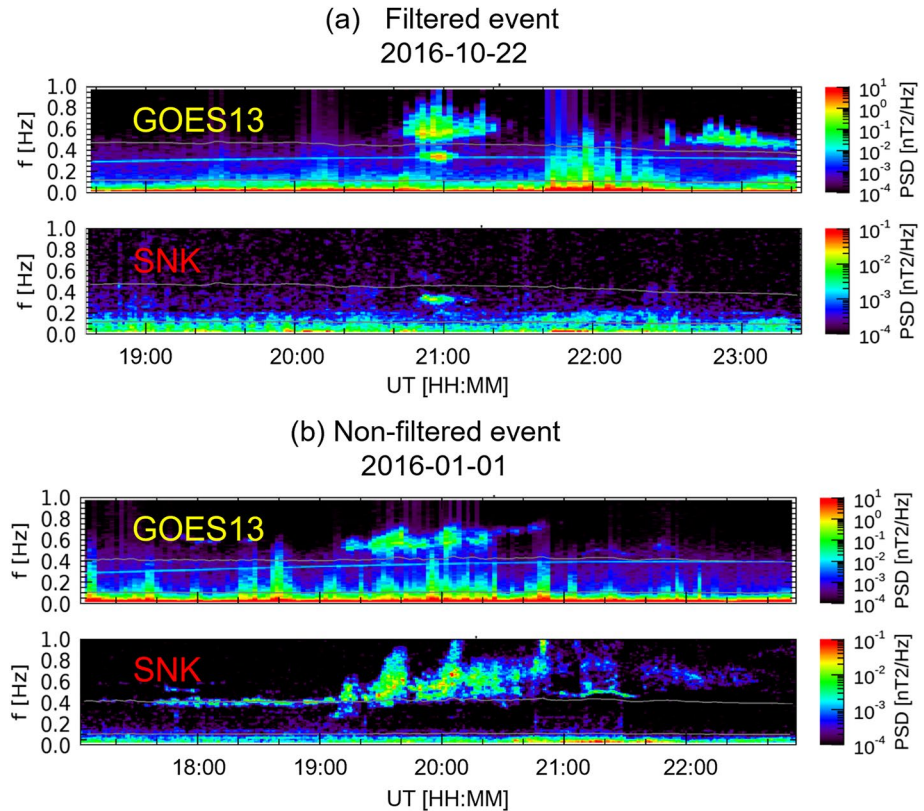 (a) Filtered event
2016-10-22
1.0
0.8
0.6
0.4
0.2
0.0
f [Hz]
GOES13
10^1
10^0
10^-1
10^-2
10^-3
10^-4
PSD [nT2/Hz]
1.0
0.8
0.6
0.4
0.2
0.0
f [Hz]
SNK
10^-1
10^-2
10^-3
10^-4
PSD [nT2/Hz]
19:00 20:00 21:00 22:00 23:00
UT [HH:MM]
(b) Non-filtered event
2016-01-01
1.0
0.8
0.6
0.4
0.2
0.0
f [Hz]
GOES13
10^1
10^0
10^-1
10^-2
10^-3
10^-4
PSD [nT2/Hz]
1.0
0.8
0.6
0.4
0.2
0.0
f [Hz]
SNK
10^-1
10^-2
10^-3
10^-4
PSD [nT2/Hz]
18:00 19:00 20:00 21:00 22:00
UT [HH:MM]